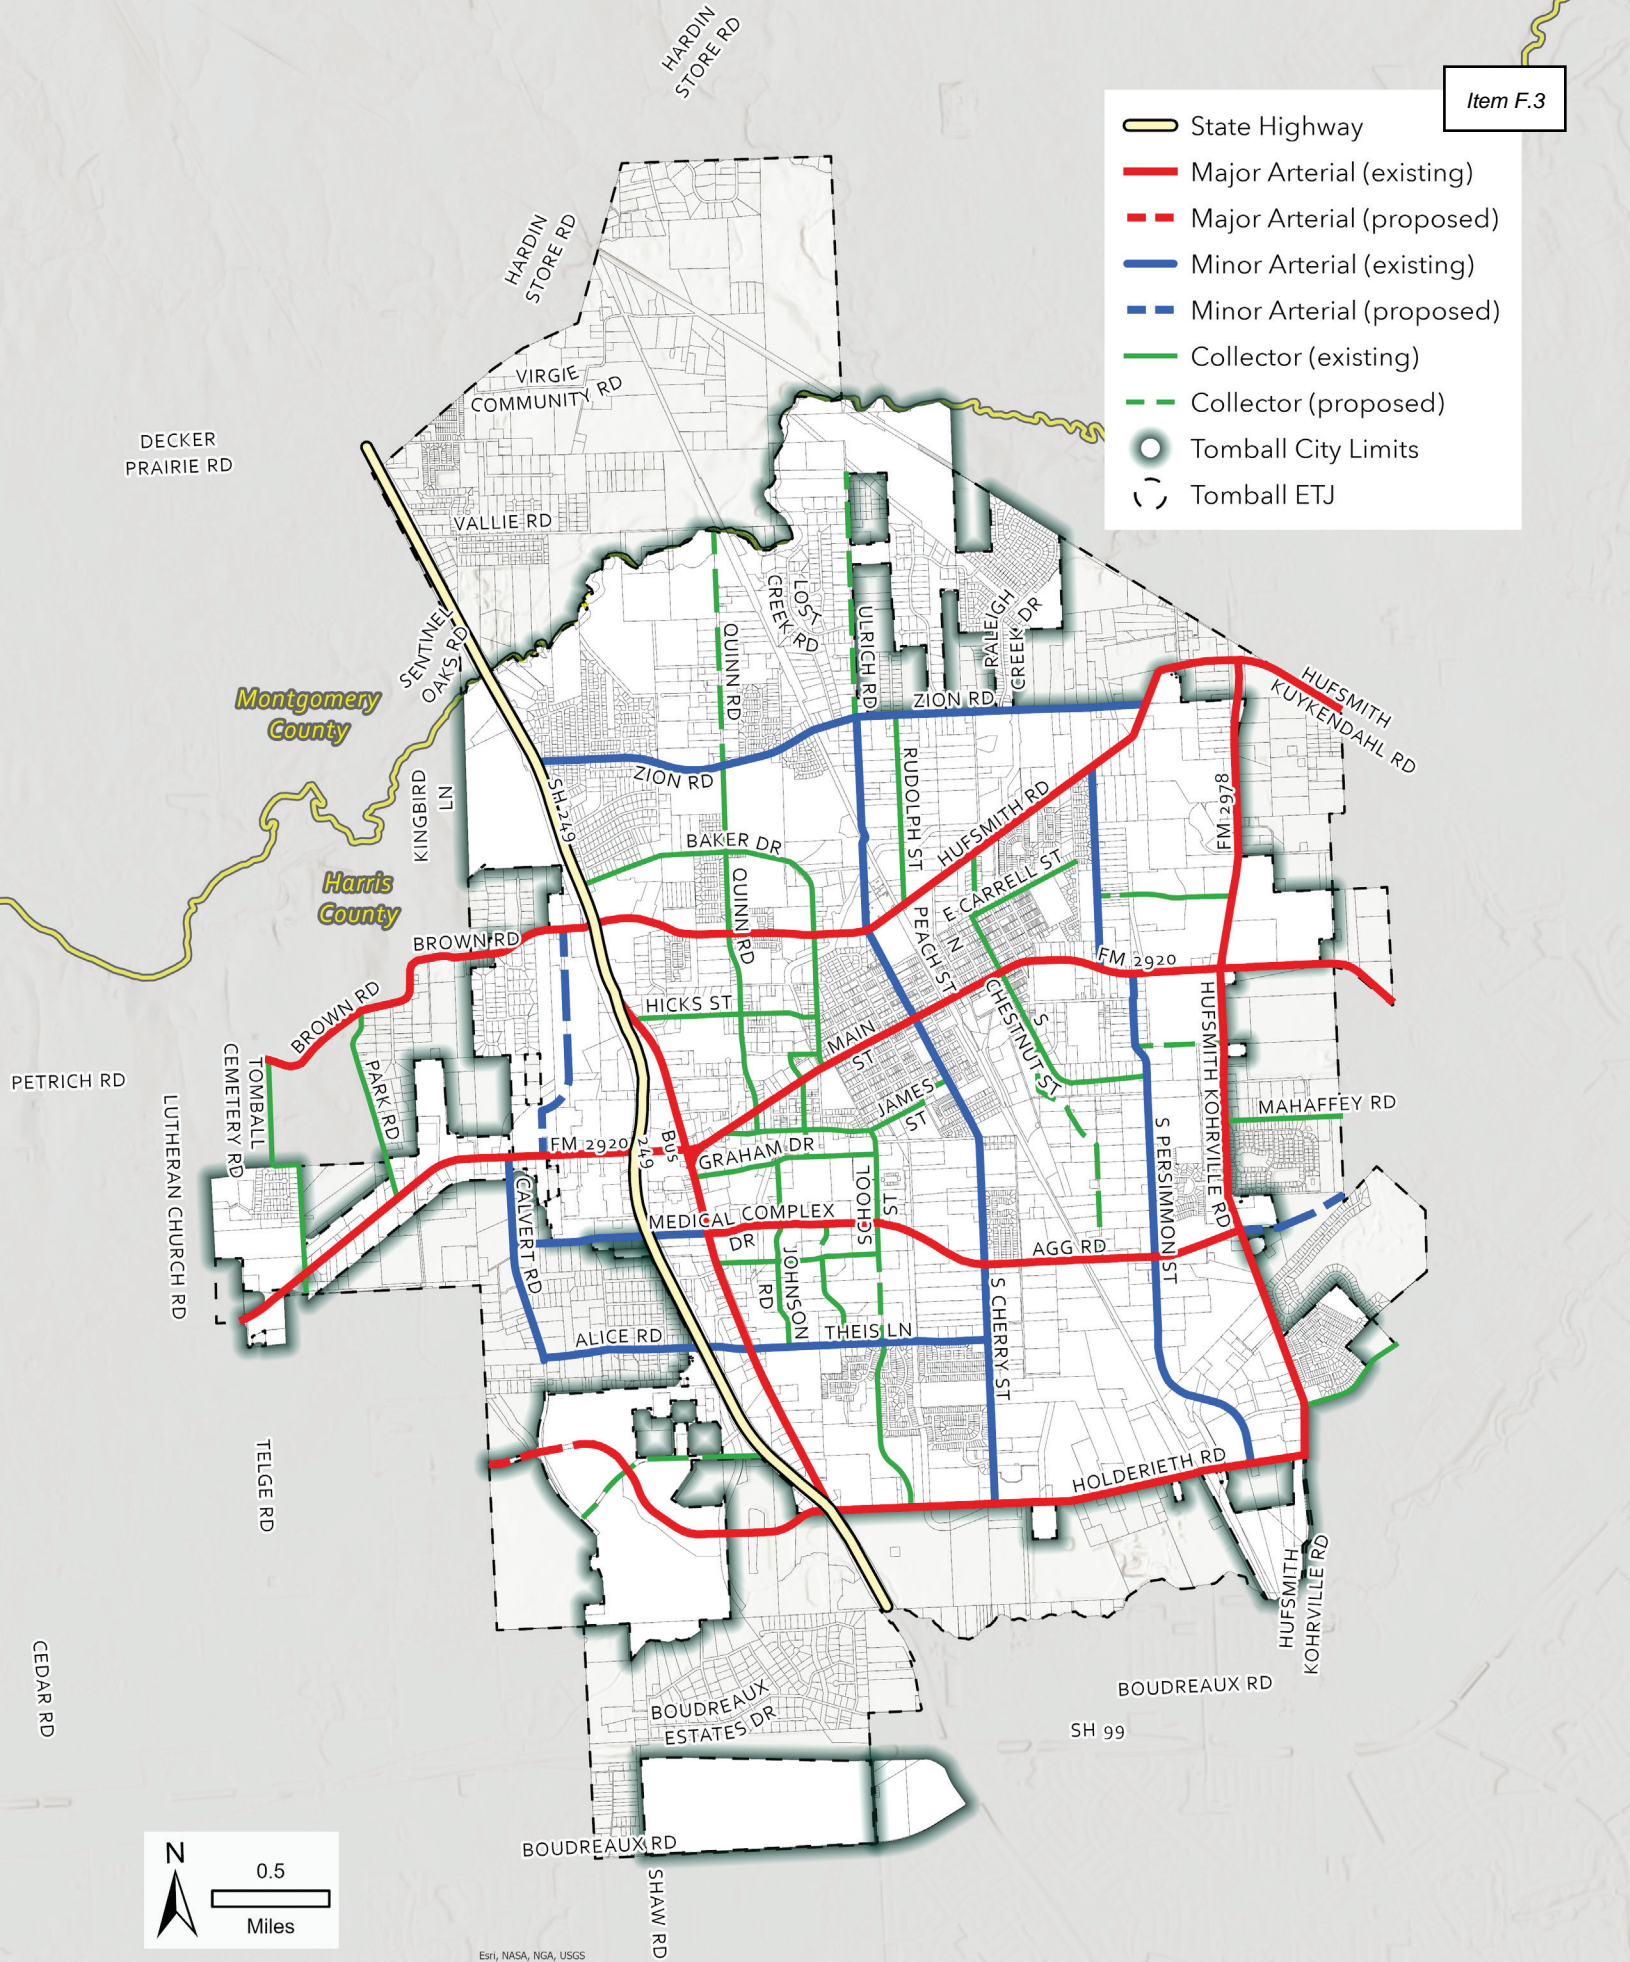 HARDIN
STORE RD
Item F.3
State Highway
Major Arterial (existing)
Major Arterial (proposed)
Minor Arterial (existing)
Minor Arterial (proposed)
Collector (existing)
Collector (proposed)
Tomball City Limits
Tomball ETJ
HARDIN
STORE RD
VIRGIE
COMMUNITY RD
DECKER
PRAIRIE RD
VALLIE RD
SENTINEL
OAKS RD
LOST
CREEK RD
QUINN RD
ULRICH RD
RALEIGH
CREEK DR
ZION RD
HUFSMITH
KUYKENDAHL RD
Montgomery
County
ZION RD
SH 249
KINGBIRD
LN
RUDOLPH ST
HUFSMITH RD
FM 2978
BAKER DR
Harris
County
QUINN RD
E CARRELL ST
N
PEACH ST
BROWN RD
FM 2920
BROWN RD
HICKS ST
MAIN
ST
S
CHESTNUT ST
HUFSMITH KOHRVILLE RD
PETRICH RD
TOMBALL
CEMETERY RD
PARK RD
JAMES
ST
MAHAFFEY RD
LUTHERAN CHURCH RD
FM 2920
249
Bus
GRAHAM DR
CALVERT RD
SCHOOL
ST
S PERSIMMON ST
MEDICAL COMPLEX
DR
AGG RD
JOHNSON
RD
S CHERRY ST
ALICE RD
THEIS LN
TELGE RD
HOLDERIETH RD
HUFSMITH
KOHRVILLE RD
CEDAR RD
BOUDREAUX
ESTATES DR
BOUDREAUX RD
SH 99
BOUDREAUX RD
SHAW RD
N
0.5
Miles
Esri, NASA, NGA, USGS